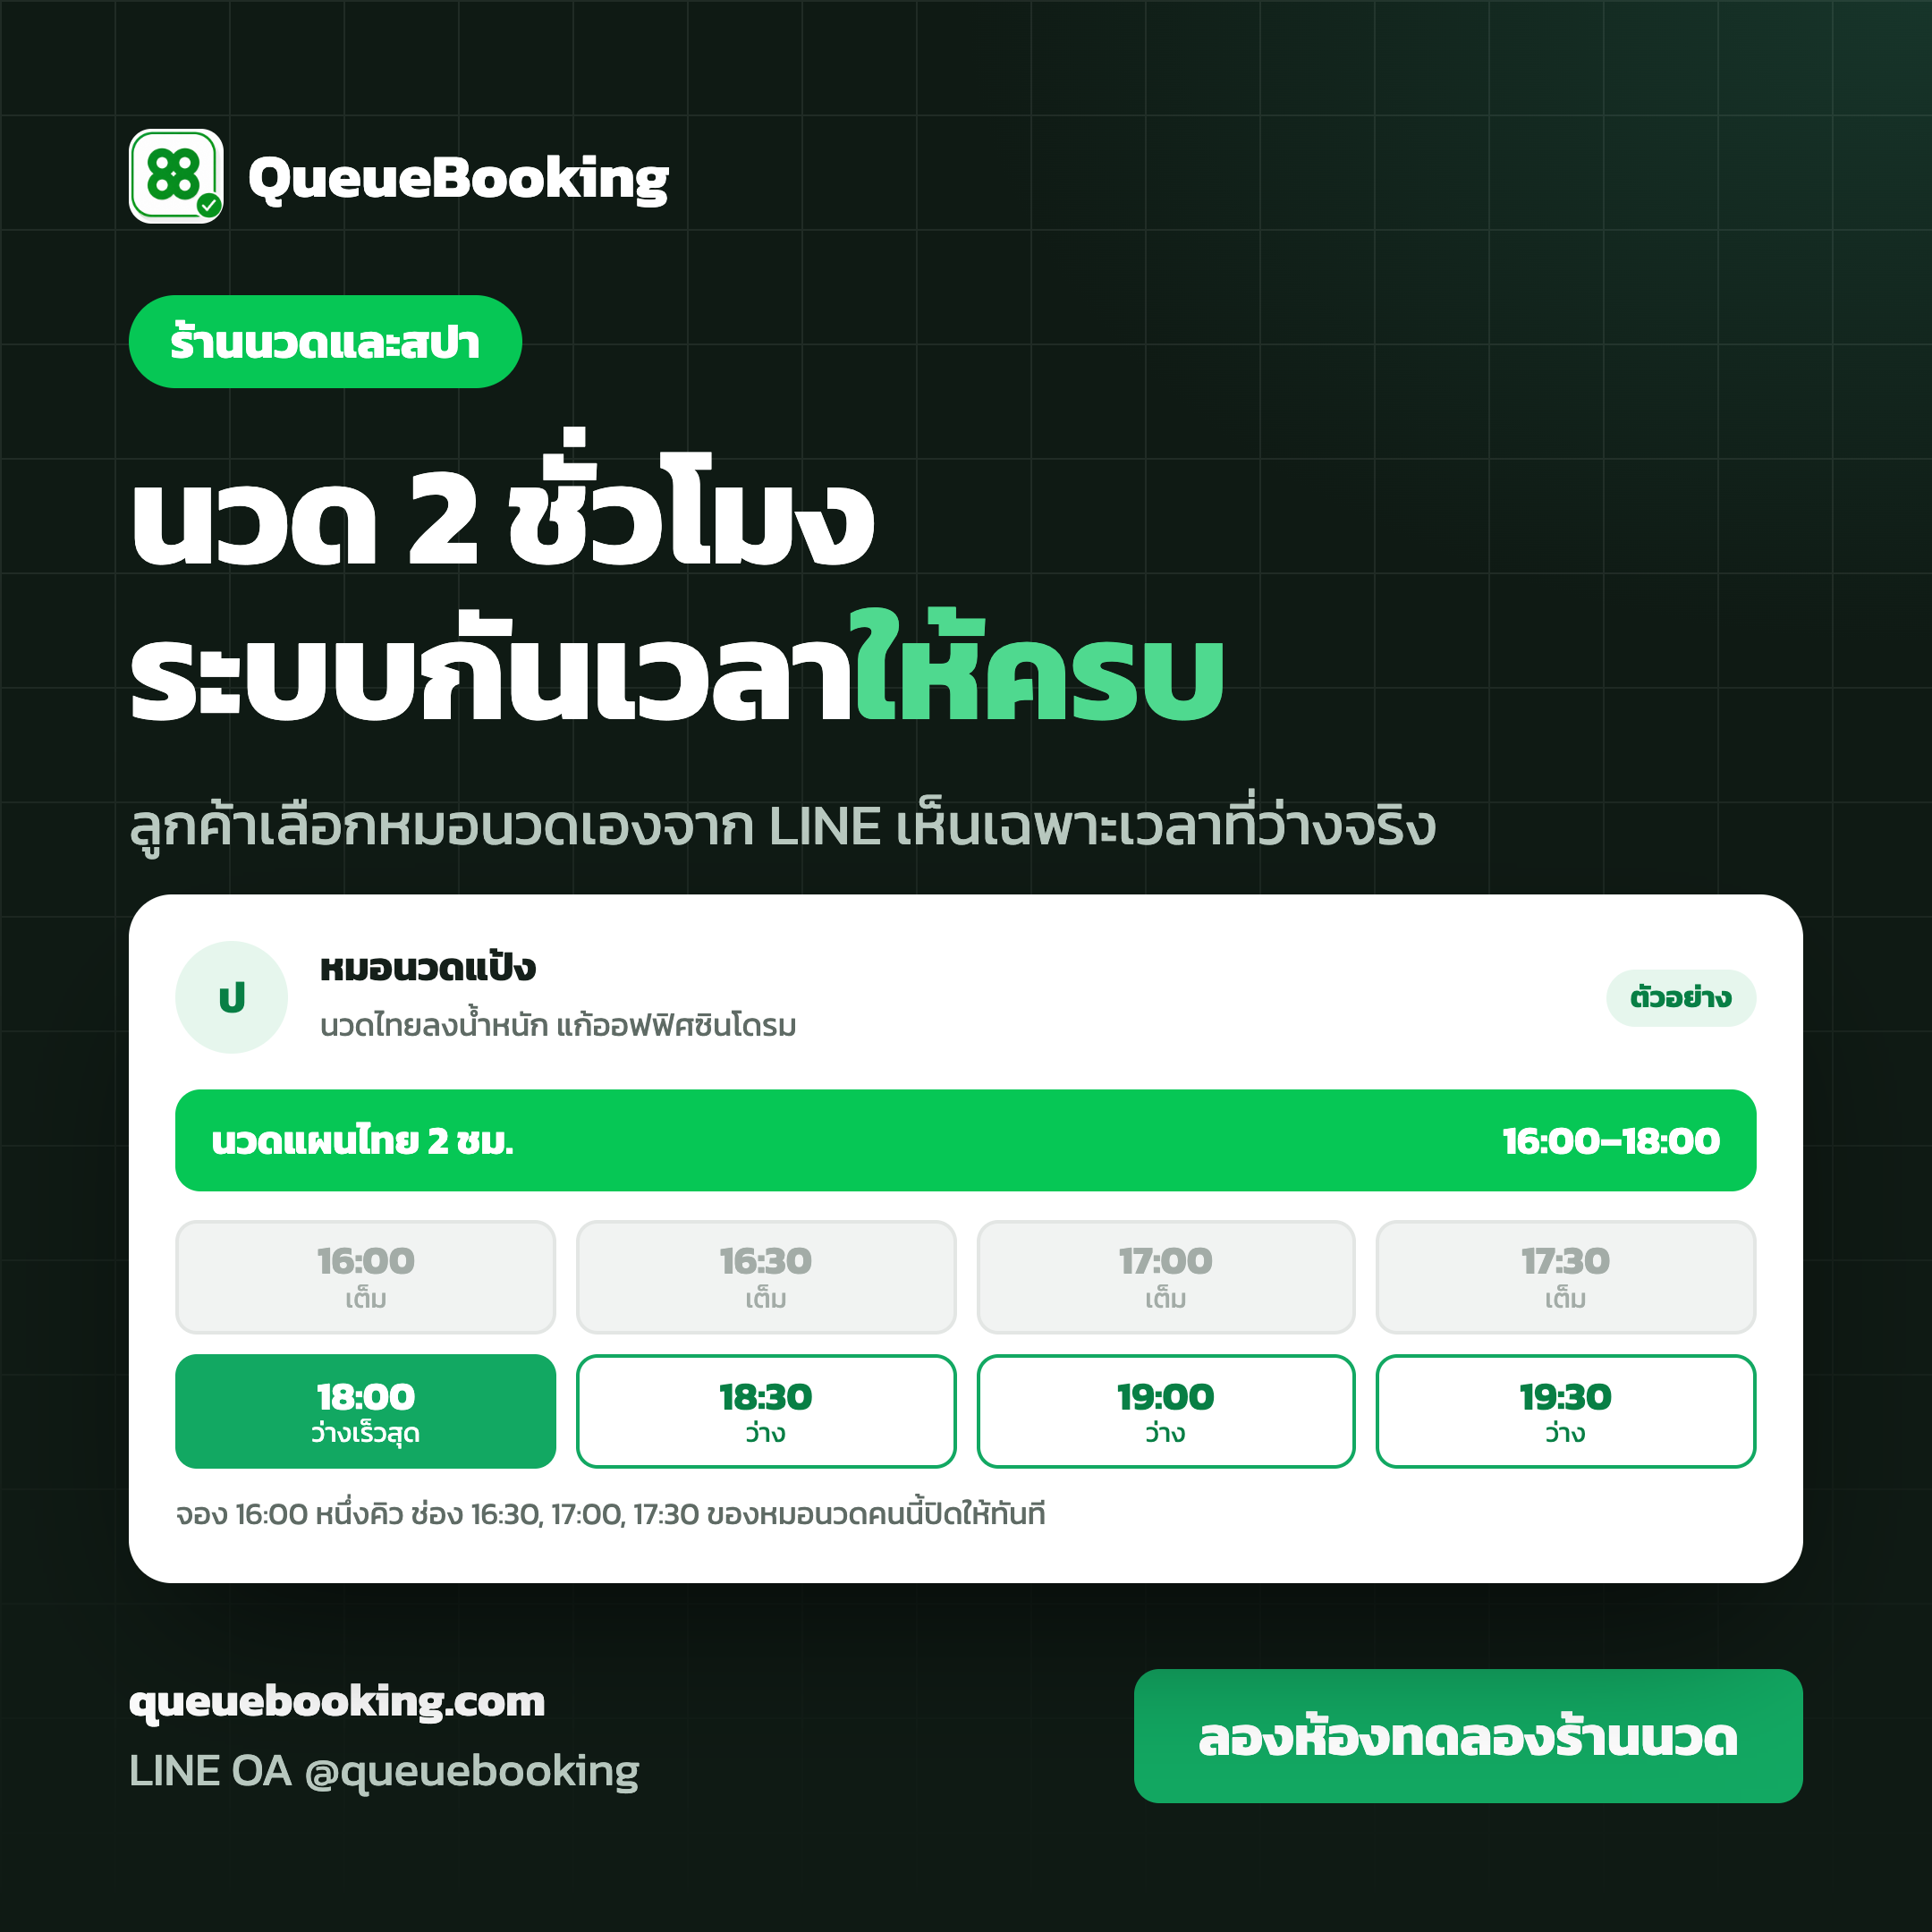 QueueBooking
ร้านนวดและสปา
นวด 2 ชั่วโมง
ระบบกันเวลาให้ครบ
ลูกค้าเลือกหมอนวดเองจาก LINE เห็นเฉพาะเวลาที่ว่างจริง
ป
หมอนวดแป้ง
นวดไทยลงน้ำหนัก แก้ออฟฟิศซินโดรม
ตัวอย่าง
นวดแผนไทย 2 ชม. 16:00–18:00
16:00 16:30 17:00 17:30
เต็ม เต็ม เต็ม เต็ม
18:00 18:30 19:00 19:30
ว่างเร็วสุด ว่าง ว่าง ว่าง
จอง 16:00 หนึ่งคิว ช่อง 16:30, 17:00, 17:30 ของหมอนวดคนนี้ปิดให้ทันที
queuebooking.com
LINE OA @queuebooking
ลองห้องทดลองร้านนวด